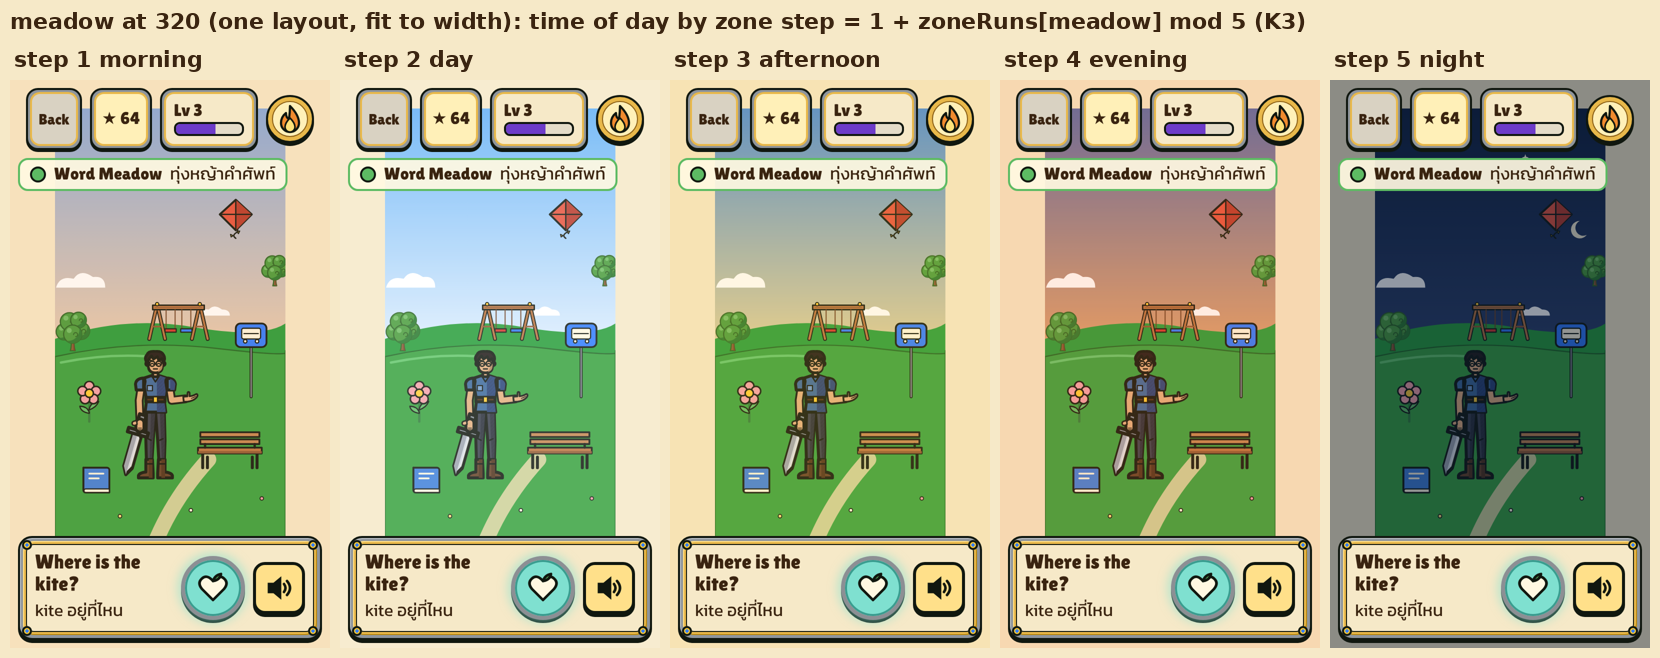 meadow at 320 (one layout, fit to width): time of day by zone step = 1 + zoneRuns[meadow] mod 5 (K3)
step 1 morning
Back
★ 64
Lv 3
Word Meadow ทุ่งหญ้าคำศัพท์
Where is the
kite?
kite อยู่ที่ไหน
step 2 day
Back
★ 64
Lv 3
Word Meadow ทุ่งหญ้าคำศัพท์
Where is the
kite?
kite อยู่ที่ไหน
step 3 afternoon
Back
★ 64
Lv 3
Word Meadow ทุ่งหญ้าคำศัพท์
Where is the
kite?
kite อยู่ที่ไหน
step 4 evening
Back
★ 64
Lv 3
Word Meadow ทุ่งหญ้าคำศัพท์
Where is the
kite?
kite อยู่ที่ไหน
step 5 night
Back
★ 64
Lv 3
Word Meadow ทุ่งหญ้าคำศัพท์
Where is the
kite?
kite อยู่ที่ไหน